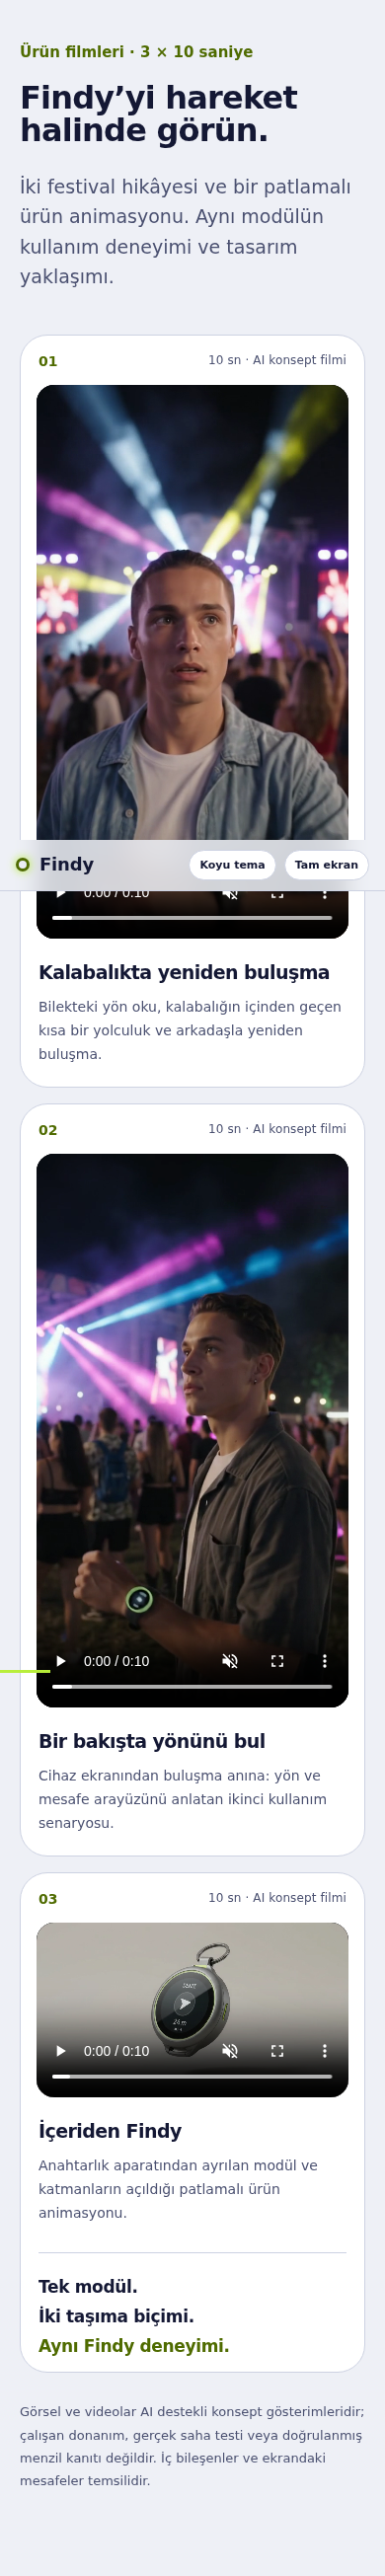 Ürün filmleri · 3 × 10 saniye
Findy’yi hareket
halinde görün.
İki festival hikâyesi ve bir patlamalı
ürün animasyonu. Aynı modülün
kullanım deneyimi ve tasarım
yaklaşımı.
01
10 sn · AI konsept filmi
Findy
Koyu tema
Tam ekran
0:00 / 0:10
Kalabalıkta yeniden buluşma
Bilekteki yön oku, kalabalığın içinden geçen
kısa bir yolculuk ve arkadaşla yeniden
buluşma.
02
10 sn · AI konsept filmi
0:00 / 0:10
Bir bakışta yönünü bul
Cihaz ekranından buluşma anına: yön ve
mesafe arayüzünü anlatan ikinci kullanım
senaryosu.
03
10 sn · AI konsept filmi
0:00 / 0:10
İçeriden Findy
Anahtarlık aparatından ayrılan modül ve
katmanların açıldığı patlamalı ürün
animasyonu.
Tek modül.
İki taşıma biçimi.
Aynı Findy deneyimi.
Görsel ve videolar AI destekli konsept gösterimleridir;
çalışan donanım, gerçek saha testi veya doğrulanmış
menzil kanıtı değildir. İç bileşenler ve ekrandaki
mesafeler temsilidir.